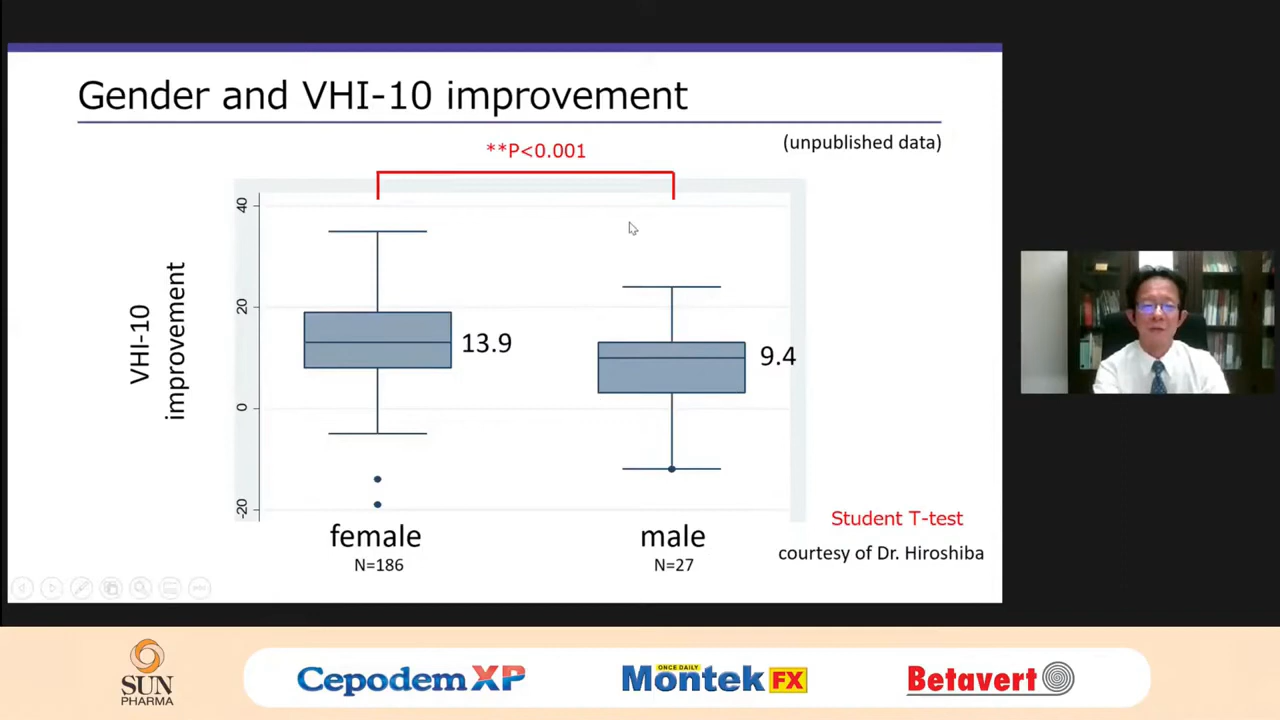 Gender and VHI-10 improvement
(unpublished data)
**P<0.001
40
20
0
-20
VHI-10
improvement
13.9
9.4
female
male
N=186
N=27
Student T-test
courtesy of Dr. Hiroshiba
SUN
PHARMA
Cepodem XP
ONCE DAILY
Montek FX
Betavert